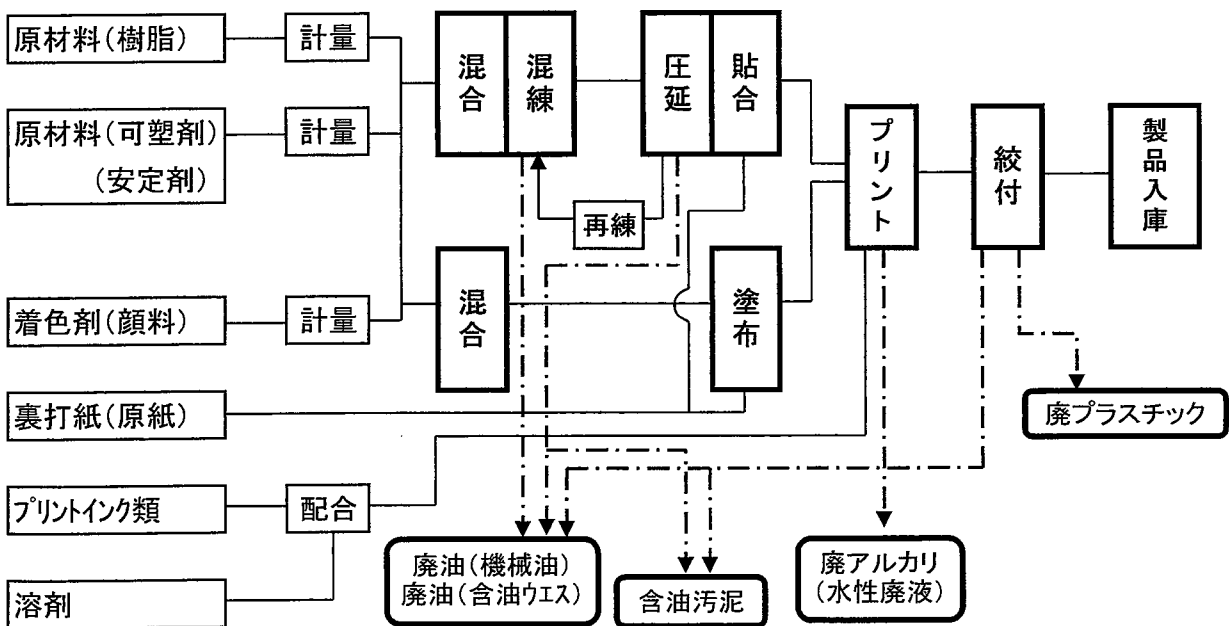 原材料(樹脂)
計量
混合
混練
圧延
貼合
原材料(可塑剤)
(安定剤)
計量
プリント
絞付
製品入庫
再練
着色剤(顔料)
計量
混合
塗布
裏打紙(原紙)
廃プラスチック
プリントインク類
配合
廃油(機械油)
廃油(含油ウエス)
含油汚泥
廃アルカリ
(水性廃液)
溶剤